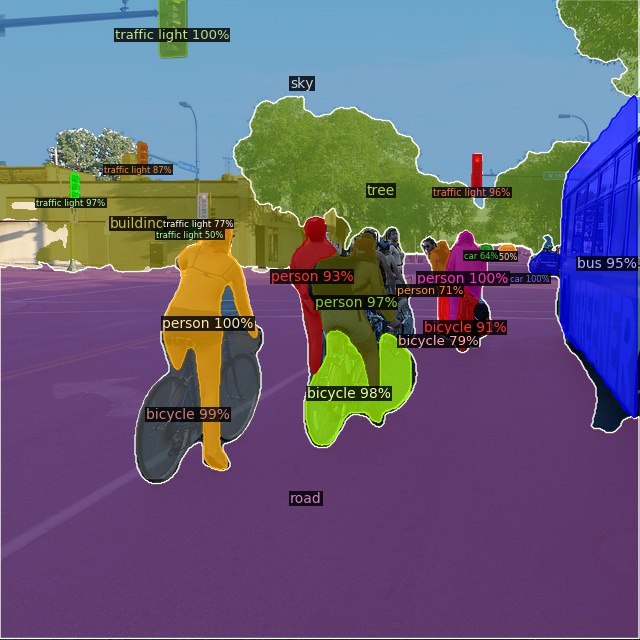 traffic light 100%
sky
traffic light 87%
traffic light 96%
tree
traffic light 97%
building
traffic light 77%
traffic light 50%
car 64%
50%
bus 95%
person 93%
person 100%
car 100%
person 71%
person 97%
person 100%
bicycle 91%
bicycle 79%
bicycle 98%
bicycle 99%
road